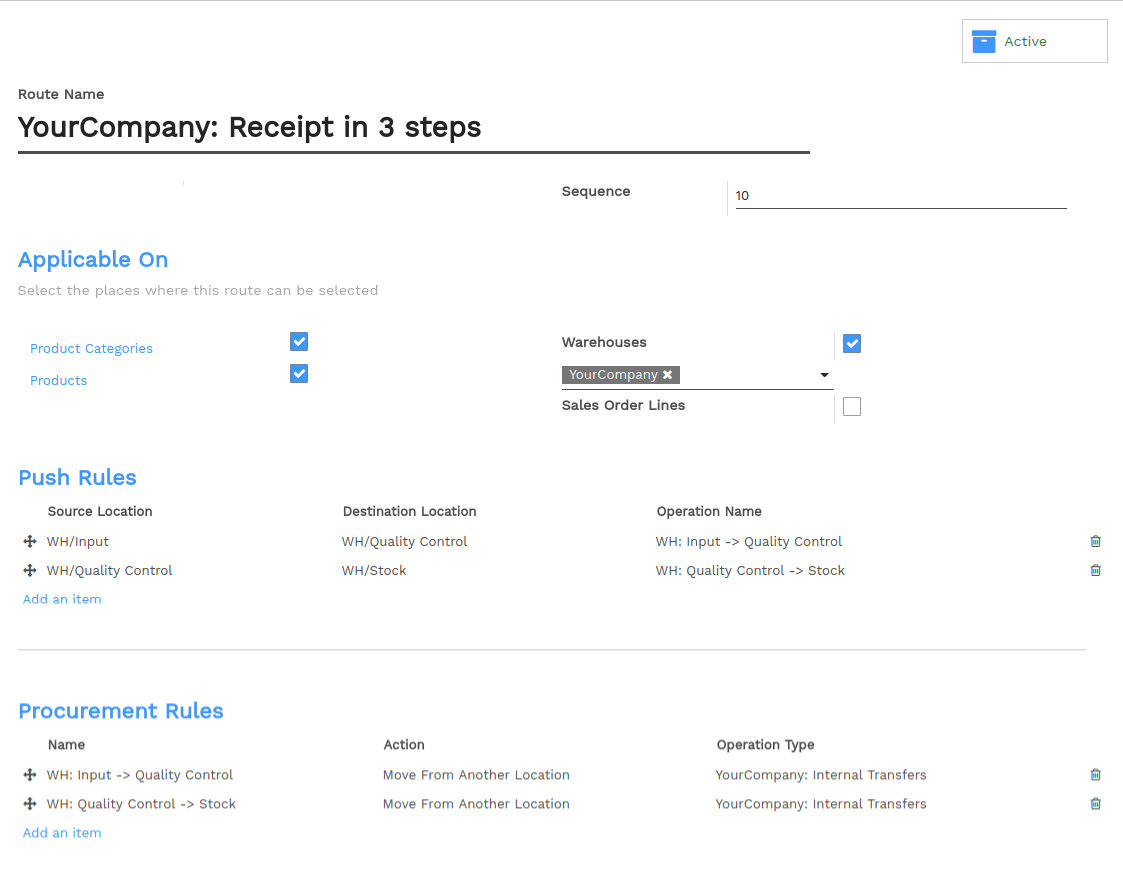 Active
Route Name
YourCompany: Receipt in 3 steps
Sequence 10
Applicable On
Select the places where this route can be selected
Product Categories
Products
Warehouses
YourCompany
Sales Order Lines
Push Rules
Source Location Destination Location Operation Name
WH/Input WH/Quality Control WH: Input -> Quality Control
WH/Quality Control WH/Stock WH: Quality Control -> Stock
Add an item
Procurement Rules
Name Action Operation Type
WH: Input -> Quality Control Move From Another Location YourCompany: Internal Transfers
WH: Quality Control -> Stock Move From Another Location YourCompany: Internal Transfers
Add an item